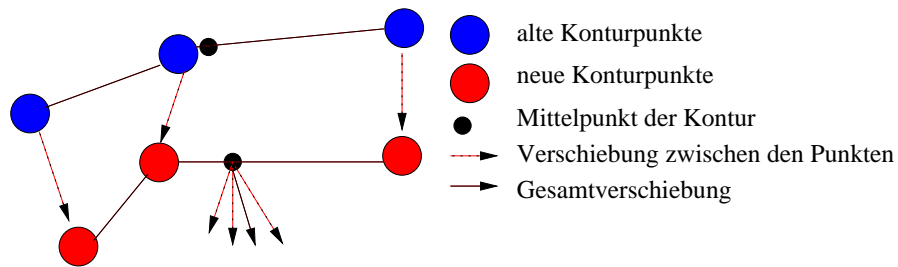 alte Konturpunkte
neue Konturpunkte
Mittelpunkt der Kontur
Verschiebung zwischen den Punkten
Gesamtverschiebung